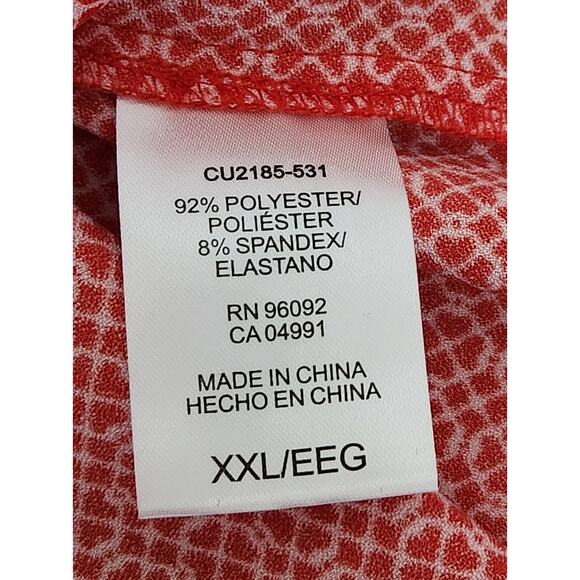 CU2185-531
92% POLYESTER/
POLIÉSTER
8% SPANDEX/
ELASTANO
RN 96092
CA 04991
MADE IN CHINA
HECHO EN CHINA
XXL/EEG